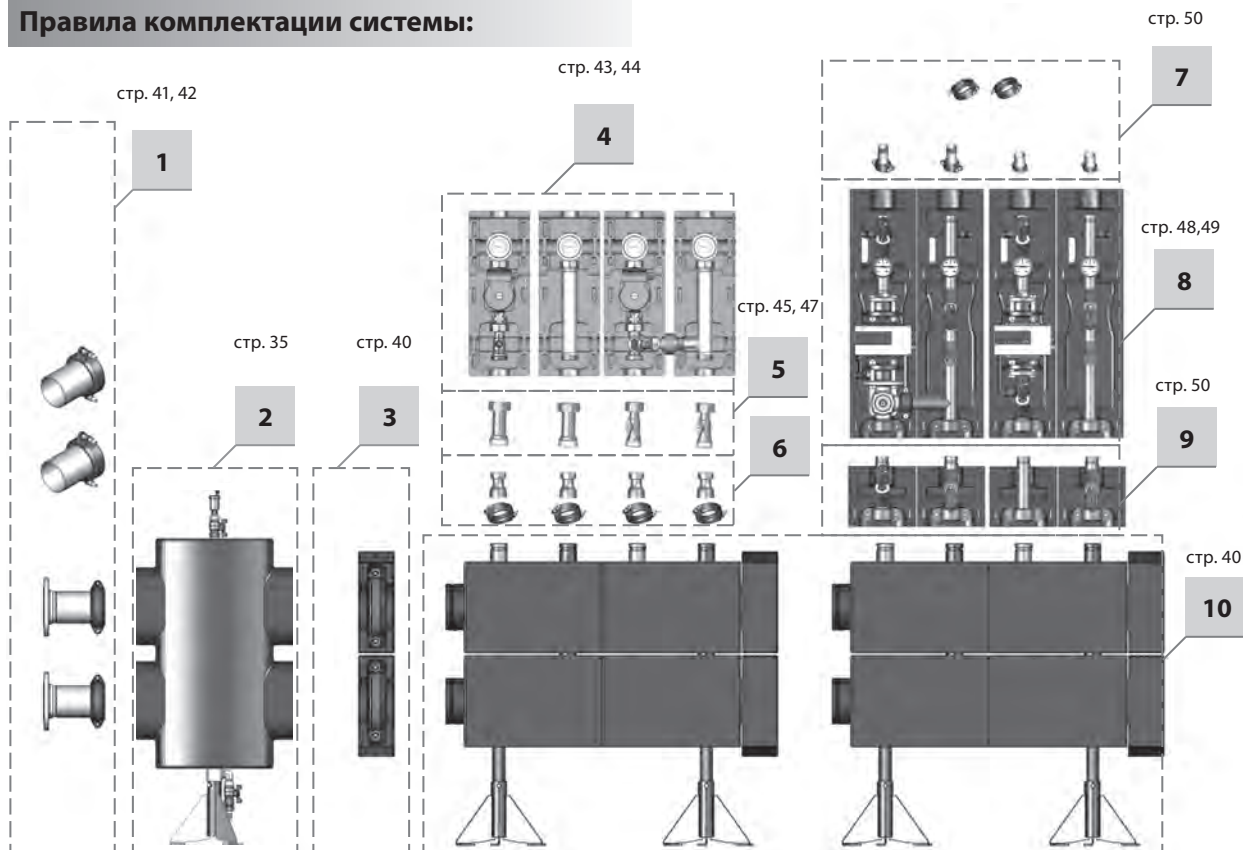 Правила комплектации системы:
стр. 50
7
стр. 43, 44
4
стр. 41, 42
1
стр. 48,49
8
стр. 45, 47
5
стр. 35
2
стр. 40
3
6
стр. 50
9
стр. 40
10